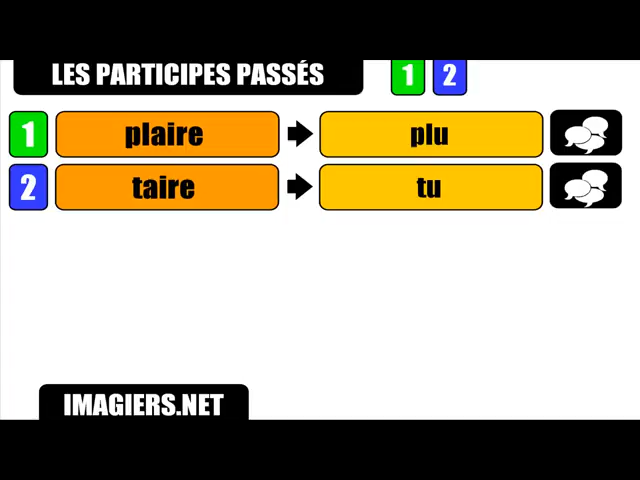 LES PARTICIPES PASSÉS 1 2
1 plaire plu
2 taire tu
IMAGIERS.NET